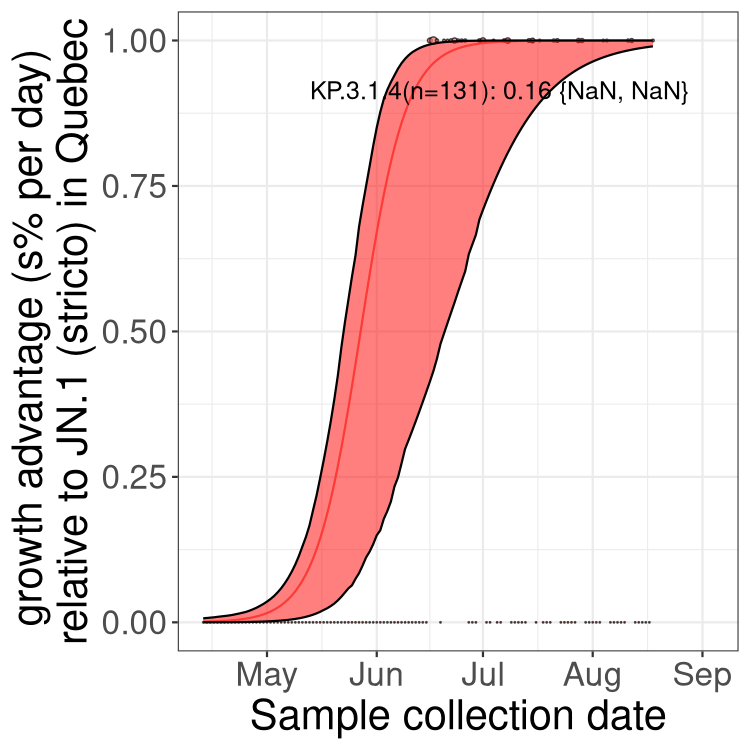 growth advantage (s% per day)
relative to JN.1 (stricto) in Quebec
1.00
0.75
0.50
0.25
0.00
KP.3.1.4(n=131): 0.16 {NaN, NaN}
May Jun Jul Aug Sep
Sample collection date